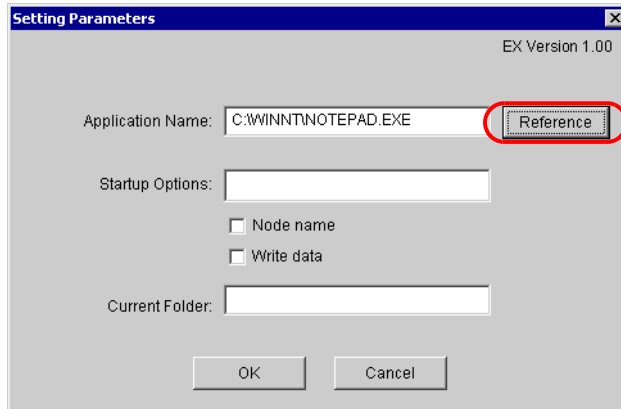 Setting Parameters
EX Version 1.00
Application Name: C:\WINNT\NOTEPAD.EXE Reference
Startup Options:
Node name
Write data
Current Folder:
OK Cancel